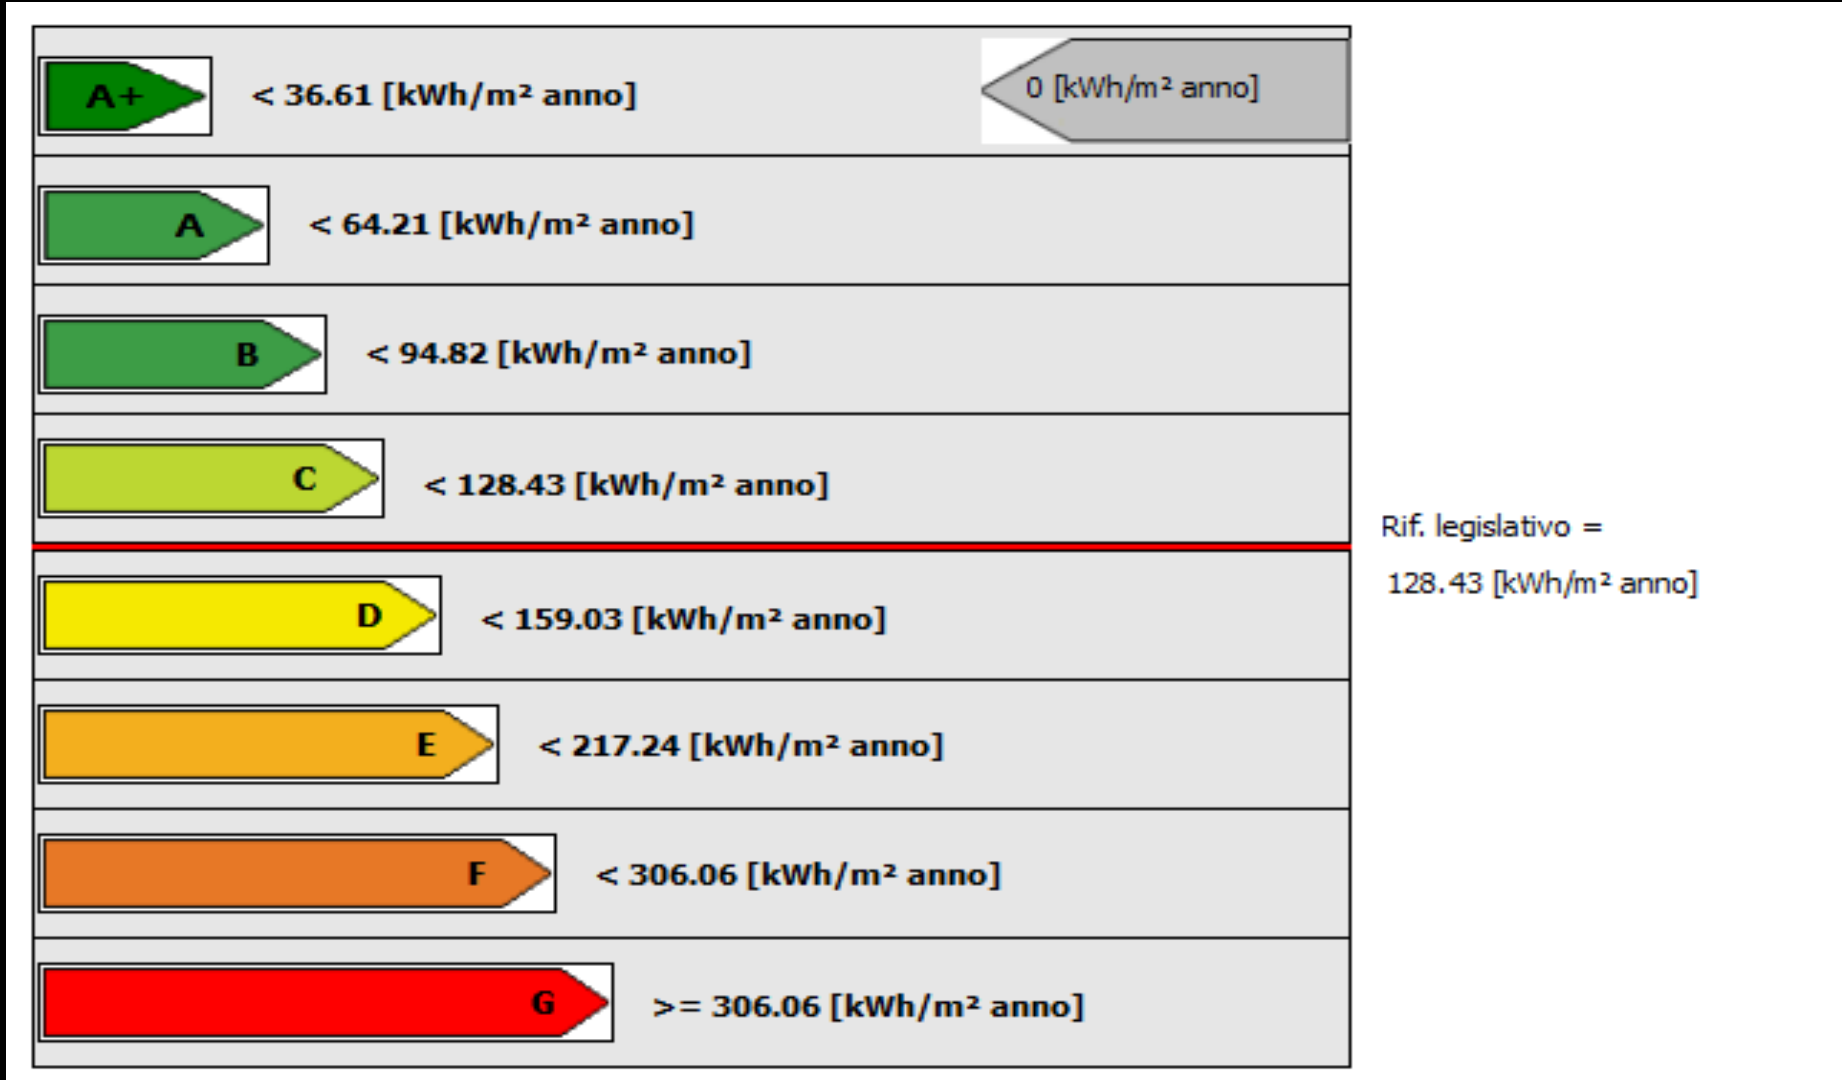 A+ < 36.61 [kWh/m² anno] 0 [kWh/m² anno]
A < 64.21 [kWh/m² anno]
B < 94.82 [kWh/m² anno]
C < 128.43 [kWh/m² anno]
Rif. legislativo =
128.43 [kWh/m² anno]
D < 159.03 [kWh/m² anno]
E < 217.24 [kWh/m² anno]
F < 306.06 [kWh/m² anno]
G >= 306.06 [kWh/m² anno]